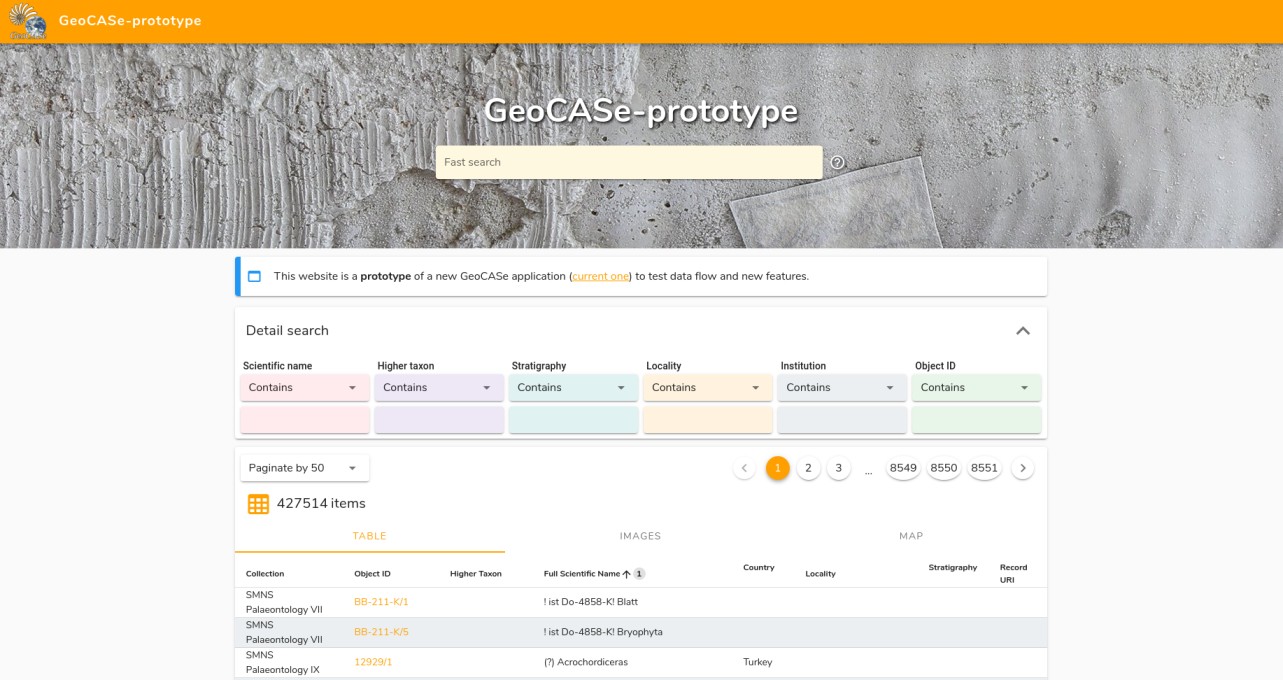 GeoCASe
GeoCASe-prototype
GeoCASe-prototype
Fast search
This website is a prototype of a new GeoCASe application (current one) to test data flow and new features.
Detail search
Scientific name Higher taxon Stratigraphy Locality Institution Object ID
Contains Contains Contains Contains Contains Contains
Paginate by 50 1 2 3 ... 8549 8550 8551
427514 items
TABLE IMAGES MAP
Collection Object ID Higher Taxon Full Scientific Name 1 Country Locality Stratigraphy Record
URI
SMNS
Palaeontology VII BB-211-K/1 ! ist Do-4858-K! Blatt
SMNS
Palaeontology VII BB-211-K/5 ! ist Do-4858-K! Bryophyta
SMNS
Palaeontology IX 12929/1 (?) Acrochordiceras Turkey